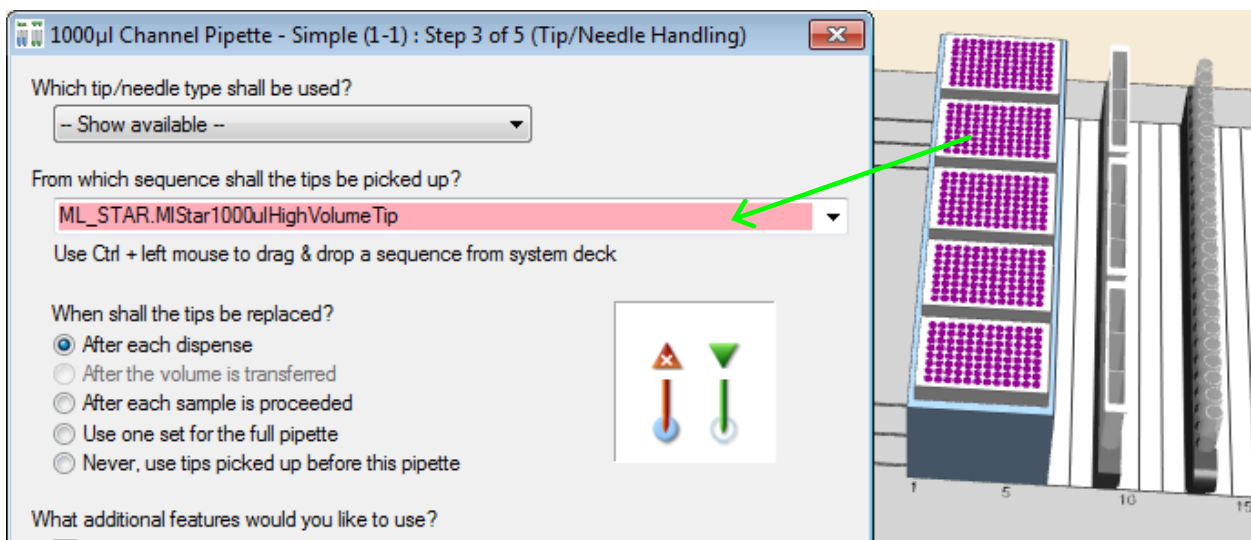 1000µl Channel Pipette - Simple (1-1) : Step 3 of 5 (Tip/Needle Handling)
Which tip/needle type shall be used?
-- Show available --
From which sequence shall the tips be picked up?
ML_STAR.MlStar1000ulHighVolumeTip
Use Ctrl + left mouse to drag & drop a sequence from system deck
When shall the tips be replaced?
After each dispense
After the volume is transferred
After each sample is proceeded
Use one set for the full pipette
Never, use tips picked up before this pipette
What additional features would you like to use?
1
5
10
15